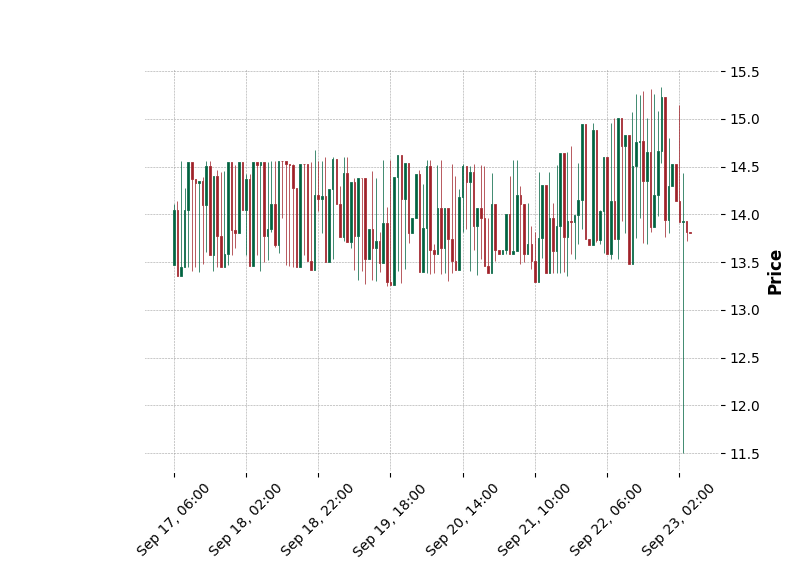 15.5
15.0
14.5
14.0
13.5
13.0
12.5
12.0
11.5
Price
Sep 17, 06:00
Sep 18, 02:00
Sep 18, 22:00
Sep 19, 18:00
Sep 20, 14:00
Sep 21, 10:00
Sep 22, 06:00
Sep 23, 02:00